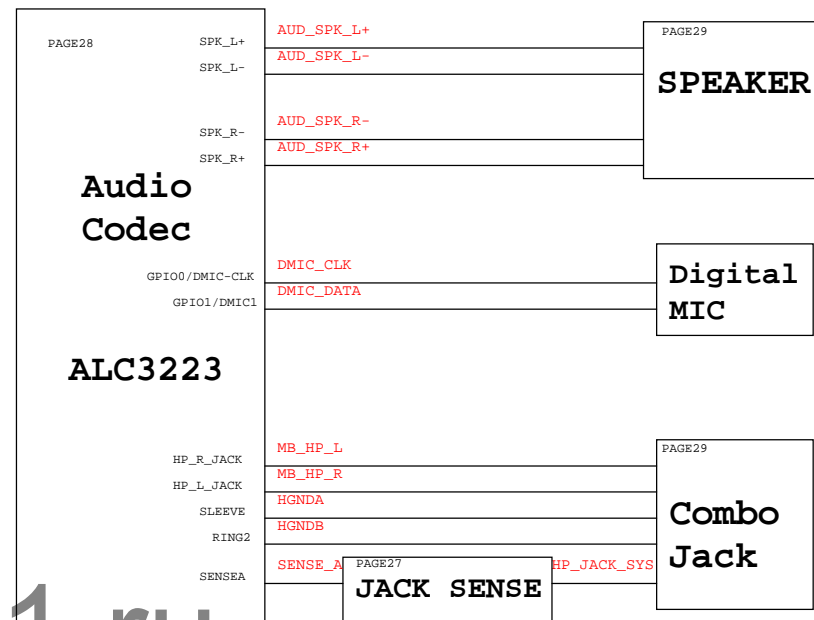 PAGE28
SPK_L+
AUD_SPK_L+
SPK_L-
AUD_SPK_L-
SPK_R-
AUD_SPK_R-
SPK_R+
AUD_SPK_R+
PAGE29
SPEAKER
Audio
Codec
GPIO0/DMIC-CLK
DMIC_CLK
GPIO1/DMIC1
DMIC_DATA
Digital
MIC
ALC3223
HP_R_JACK
MB_HP_L
HP_L_JACK
MB_HP_R
SLEEVE
HGNDA
RING2
HGNDB
SENSEA
SENSE_A
PAGE27
JACK SENSE
HP_JACK_SYS
PAGE29
Combo
Jack